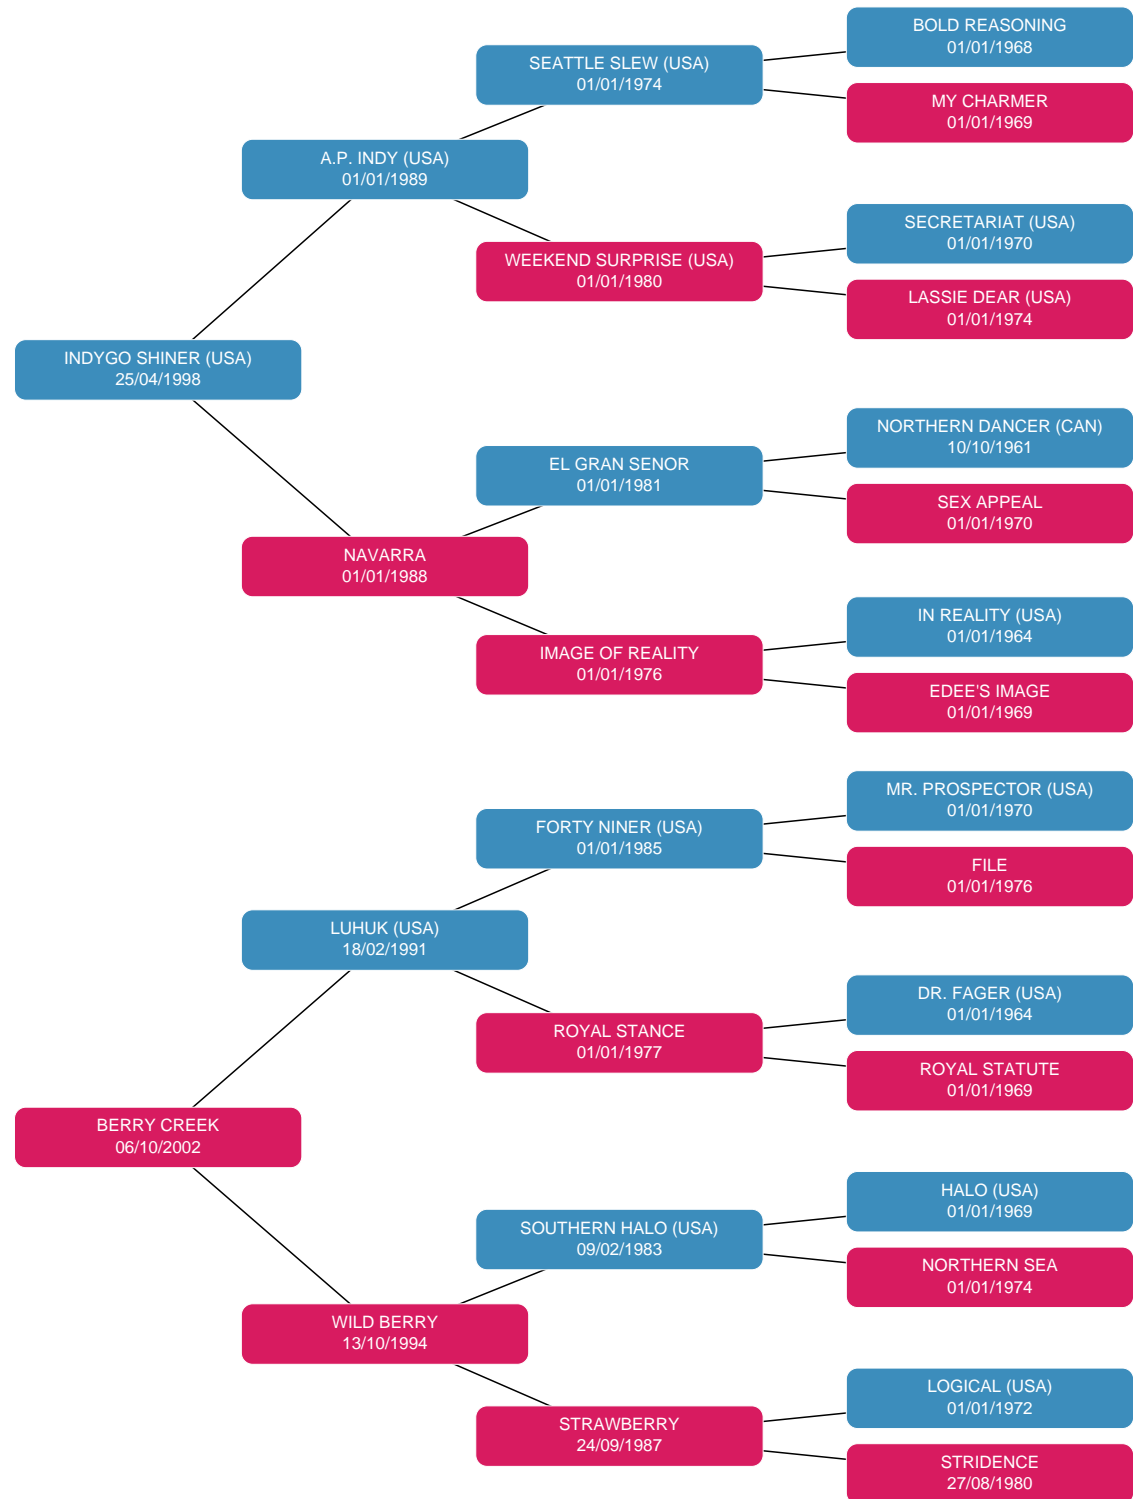 BOLD REASONING
01/01/1968
SEATTLE SLEW (USA)
01/01/1974
MY CHARMER
01/01/1969
A.P. INDY (USA)
01/01/1989
SECRETARIAT (USA)
01/01/1970
WEEKEND SURPRISE (USA)
01/01/1980
LASSIE DEAR (USA)
01/01/1974
INDYGO SHINER (USA)
25/04/1998
NORTHERN DANCER (CAN)
10/10/1961
EL GRAN SENOR
01/01/1981
SEX APPEAL
01/01/1970
NAVARRA
01/01/1988
IN REALITY (USA)
01/01/1964
IMAGE OF REALITY
01/01/1976
EDEE'S IMAGE
01/01/1969
MR. PROSPECTOR (USA)
01/01/1970
FORTY NINER (USA)
01/01/1985
FILE
01/01/1976
LUHUK (USA)
18/02/1991
DR. FAGER (USA)
01/01/1964
ROYAL STANCE
01/01/1977
ROYAL STATUTE
01/01/1969
BERRY CREEK
06/10/2002
HALO (USA)
01/01/1969
SOUTHERN HALO (USA)
09/02/1983
NORTHERN SEA
01/01/1974
WILD BERRY
13/10/1994
LOGICAL (USA)
01/01/1972
STRAWBERRY
24/09/1987
STRIDENCE
27/08/1980